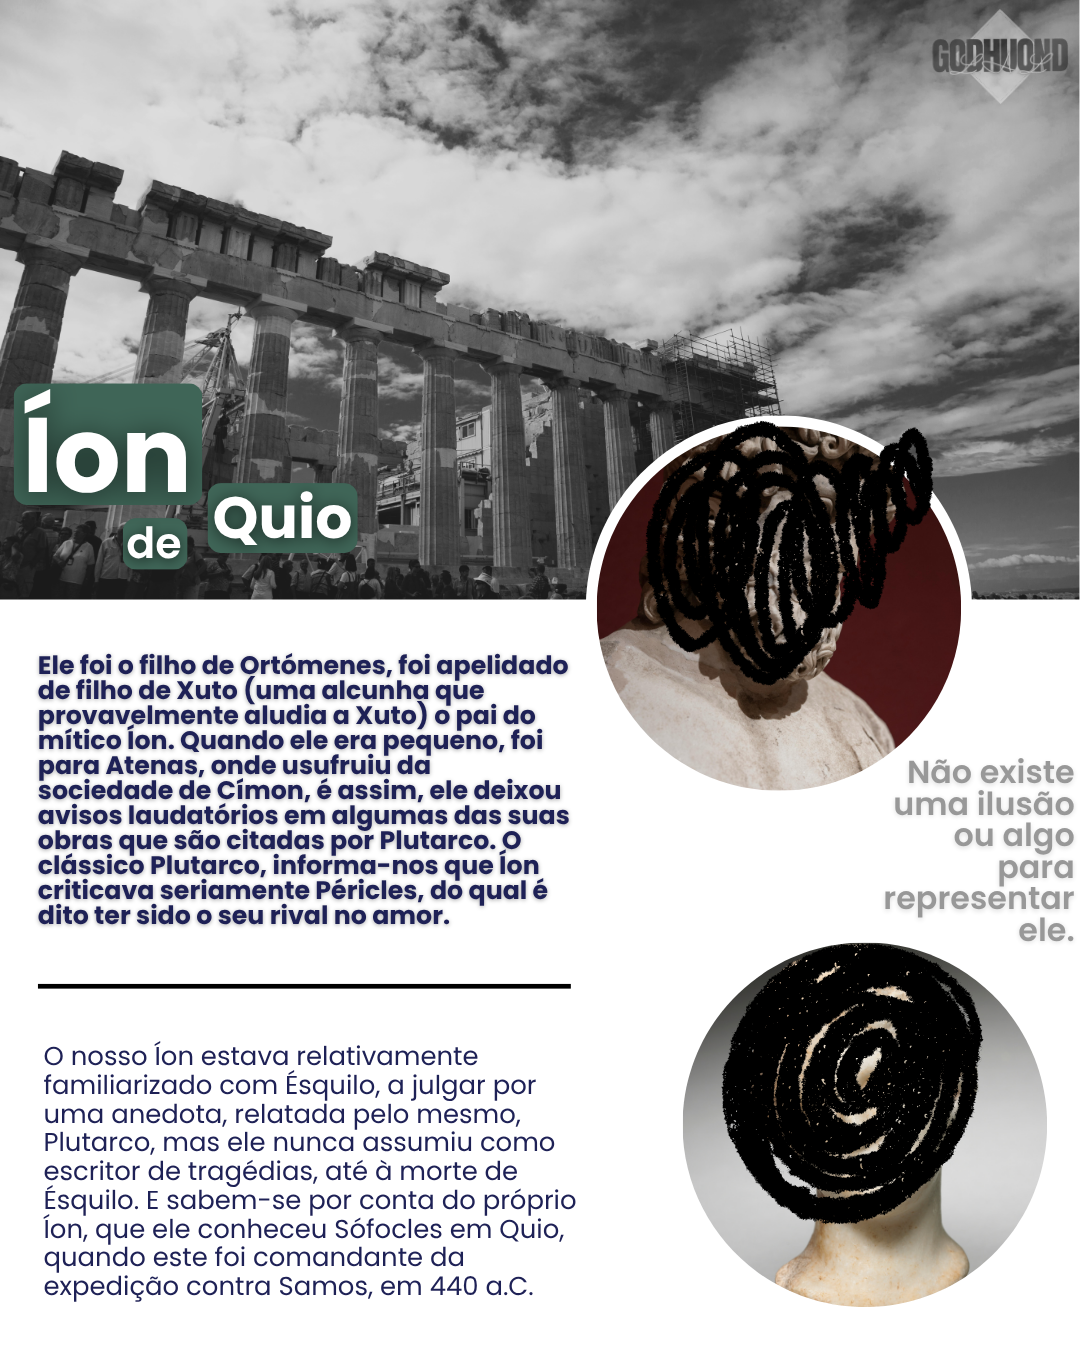 GODHUOND
Íon
de
Quio
Ele foi o filho de Ortómenes, foi apelidado
de filho de Xuto (uma alcunha que
provavelmente aludia a Xuto) o pai do
mítico Íon. Quando ele era pequeno, foi
para Atenas, onde usufruiu da
sociedade de Címon, é assim, ele deixou
avisos laudatórios em algumas das suas
obras que são citadas por Plutarco. O
clássico Plutarco, informa-nos que Íon
criticava seriamente Péricles, do qual é
dito ter sido o seu rival no amor.
Não existe
uma ilusão
ou algo
para
representar
ele.
O nosso Íon estava relativamente
familiarizado com Ésquilo, a julgar por
uma anedota, relatada pelo mesmo,
Plutarco, mas ele nunca assumiu como
escritor de tragédias, até à morte de
Ésquilo. E sabem-se por conta do próprio
Íon, que ele conheceu Sófocles em Quio,
quando este foi comandante da
expedição contra Samos, em 440 a.C.